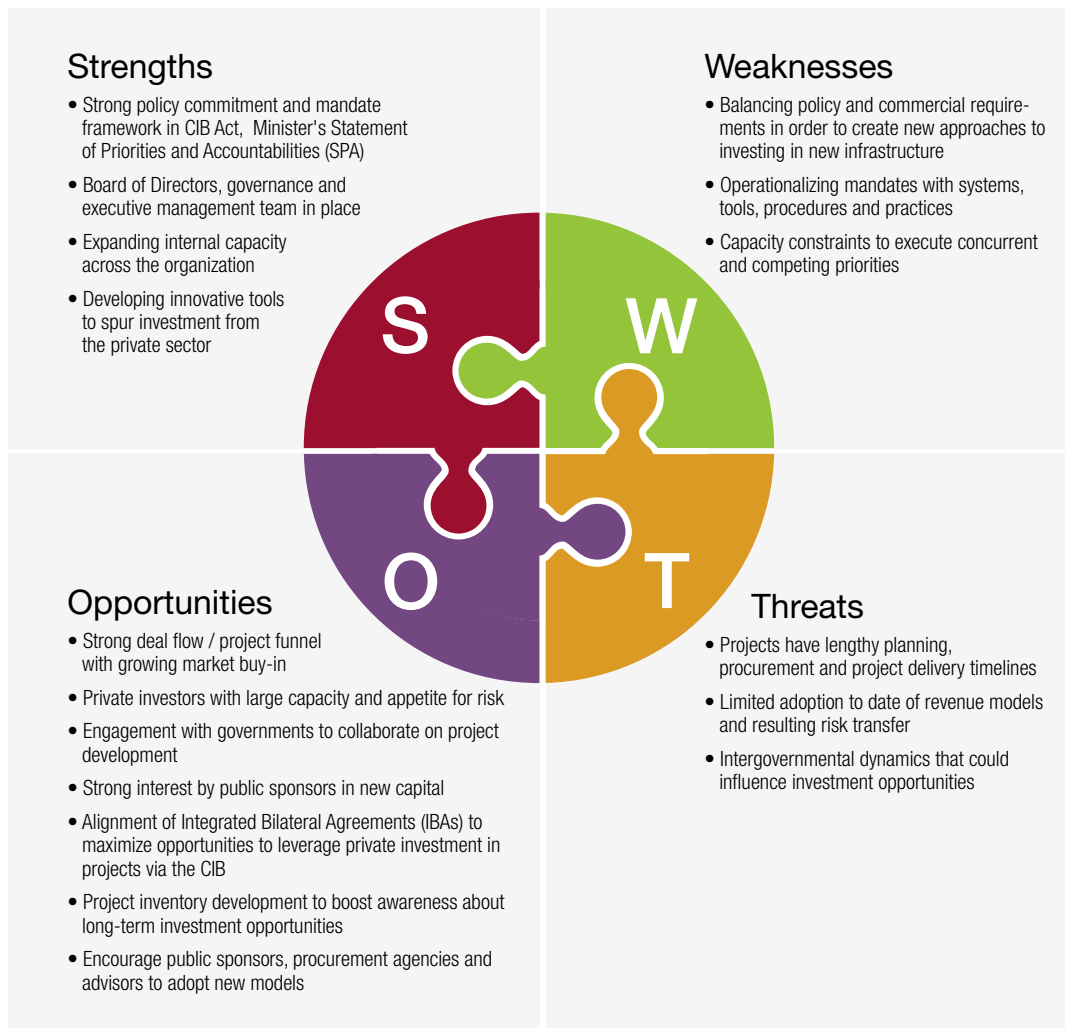 Strengths
• Strong policy commitment and mandate
framework in CIB Act, Minister's Statement
of Priorities and Accountabilities (SPA)
• Board of Directors, governance and
executive management team in place
• Expanding internal capacity
across the organization
• Developing innovative tools
to spur investment from
the private sector
Weaknesses
• Balancing policy and commercial require-
ments in order to create new approaches to
investing in new infrastructure
• Operationalizing mandates with systems,
tools, procedures and practices
• Capacity constraints to execute concurrent
and competing priorities
S
W
O
T
Opportunities
• Strong deal flow / project funnel
with growing market buy-in
• Private investors with large capacity and appetite for risk
• Engagement with governments to collaborate on project
development
• Strong interest by public sponsors in new capital
• Alignment of Integrated Bilateral Agreements (IBAs) to
maximize opportunities to leverage private investment in
projects via the CIB
• Project inventory development to boost awareness about
long-term investment opportunities
• Encourage public sponsors, procurement agencies and
advisors to adopt new models
Threats
• Projects have lengthy planning,
procurement and project delivery timelines
• Limited adoption to date of revenue models
and resulting risk transfer
• Intergovernmental dynamics that could
influence investment opportunities